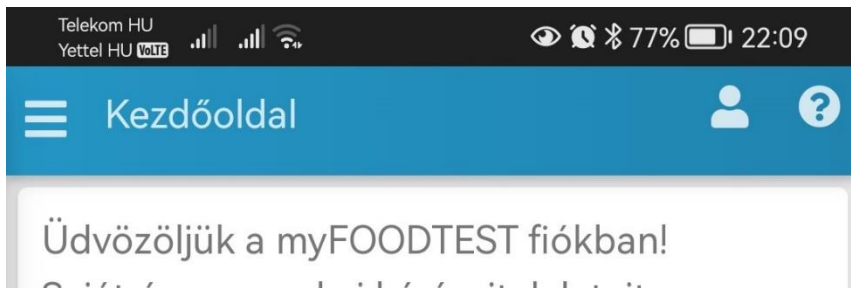 Telekom HU
Yettel HU VoLTE
77% 22:09
Kezdőoldal
?
Üdvözöljük a myFOODTEST fiókban!